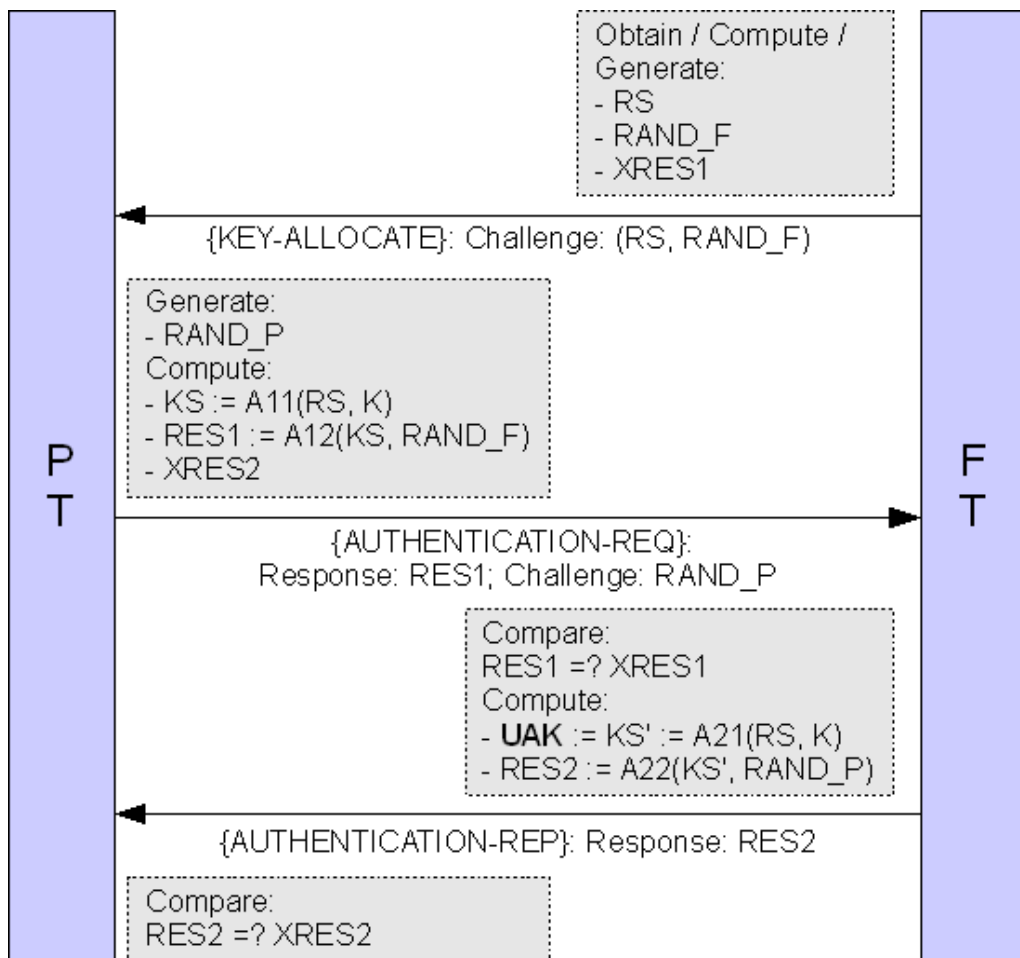 Obtain / Compute /
Generate:
- RS
- RAND_F
- XRES1
{KEY-ALLOCATE}: Challenge: (RS, RAND_F)
Generate:
- RAND_P
Compute:
- KS := A11(RS, K)
- RES1 := A12(KS, RAND_F)
- XRES2
P
T
F
T
{AUTHENTICATION-REQ}:
Response: RES1; Challenge: RAND_P
Compare:
RES1 =? XRES1
Compute:
- UAK := KS' := A21(RS, K)
- RES2 := A22(KS', RAND_P)
{AUTHENTICATION-REP}: Response: RES2
Compare:
RES2 =? XRES2